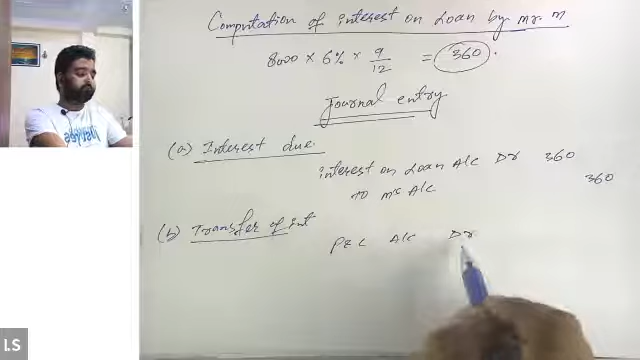 Computation of interest on Loan by mr. m
8000 × 6% × 9/12 = 360.
Journal entry
(a) Interest due.
interest on Loan A/c Dr 360
To m's A/c 360
(b) Transfer of int
P & L A/c Dr
I.S